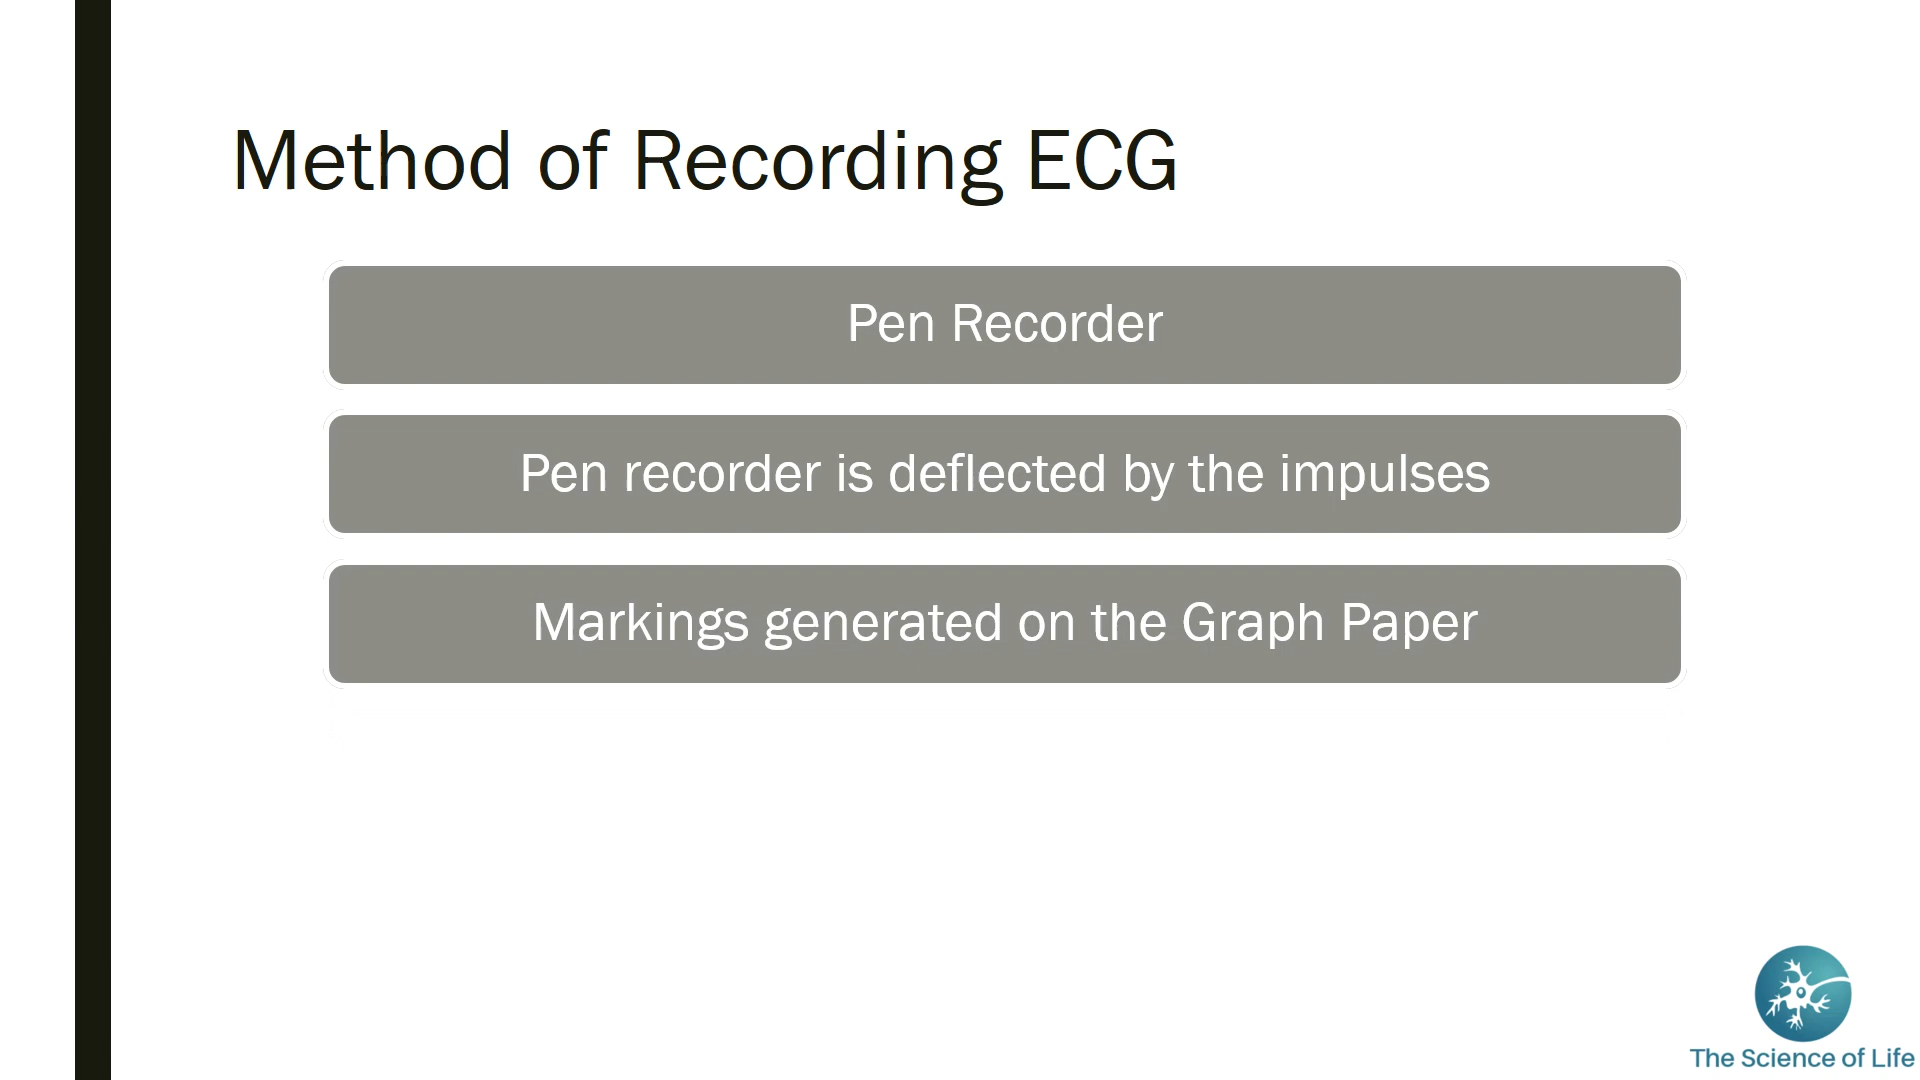 Method of Recording ECG
Pen Recorder
Pen recorder is deflected by the impulses
Markings generated on the Graph Paper
The Science of Life